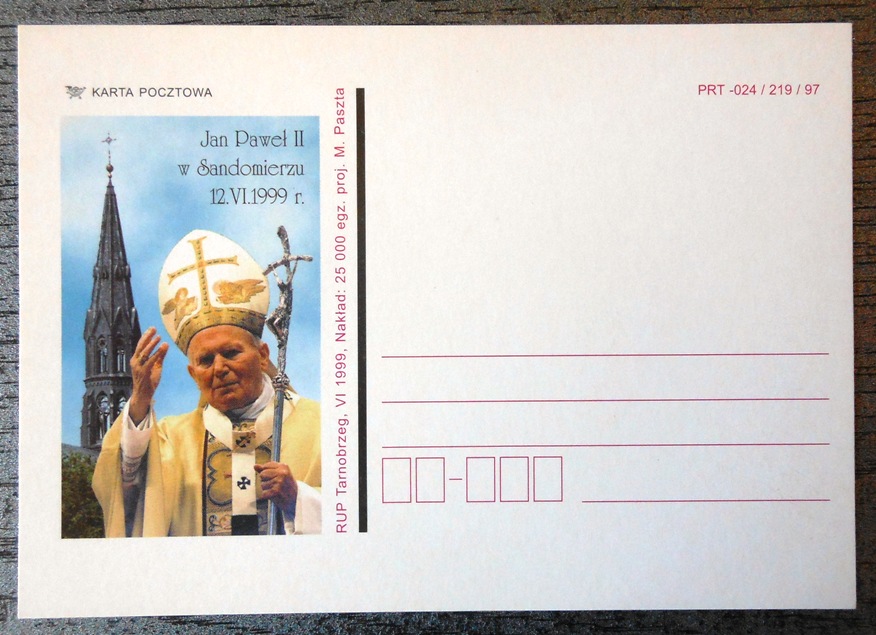 KARTA POCZTOWA
Jan Paweł II
w Sandomierzu
12.VI.1999 r.
RUP Tarnobrzeg, VI 1999, Nakład: 25 000 egz. proj. M. Paszta
PRT -024 / 219 / 97